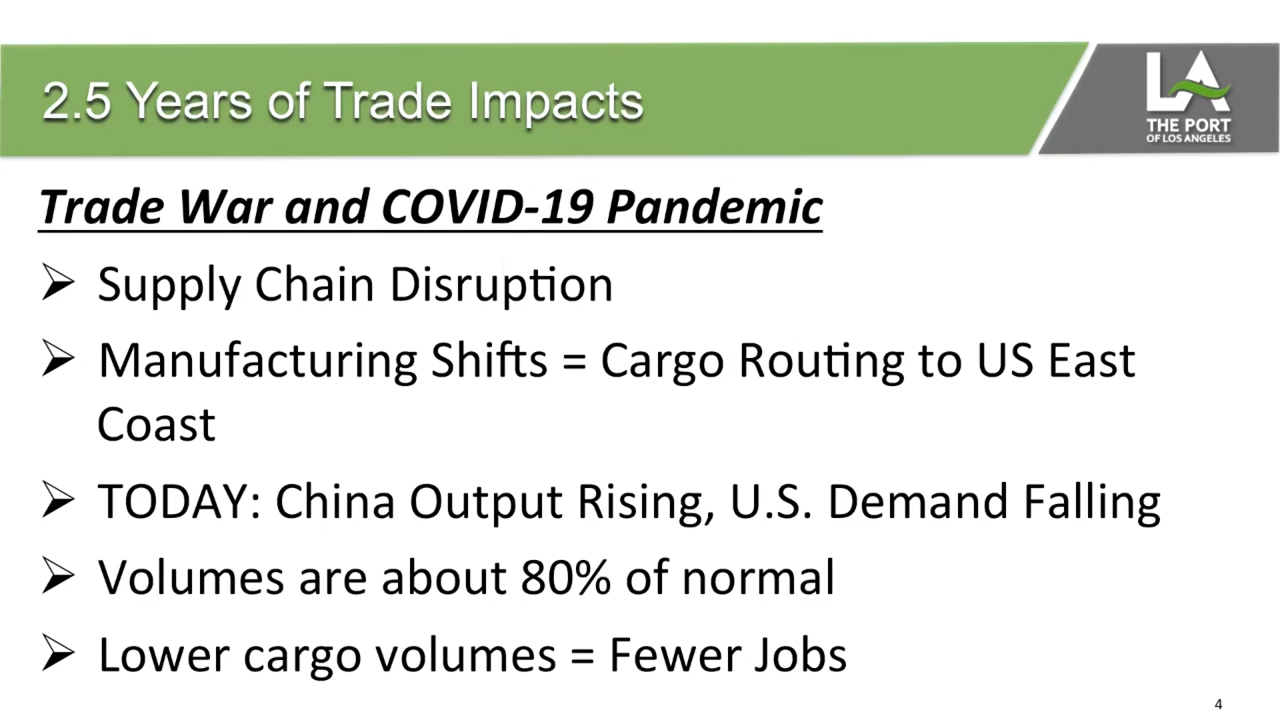 2.5 Years of Trade Impacts
LA
THE PORT
OF LOS ANGELES
Trade War and COVID-19 Pandemic
➢ Supply Chain Disruption
➢ Manufacturing Shifts = Cargo Routing to US East
Coast
➢ TODAY: China Output Rising, U.S. Demand Falling
➢ Volumes are about 80% of normal
➢ Lower cargo volumes = Fewer Jobs
4